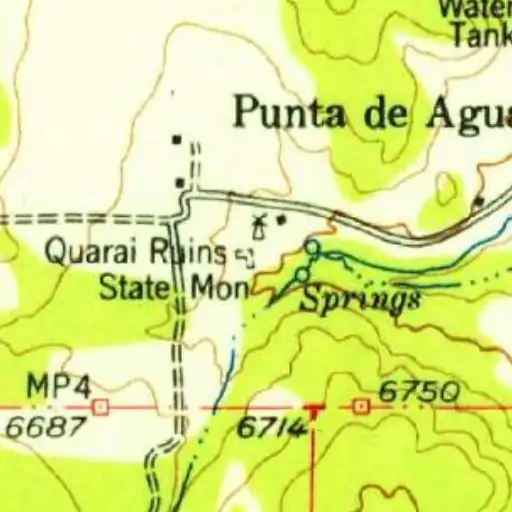 Water
Tank
Punta de Agua
Quarai Ruins
State Mon
Springs
MP4
6750
6687
6714